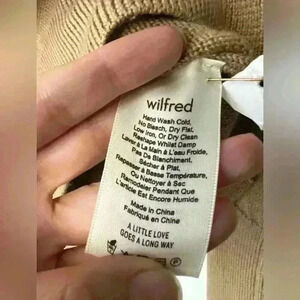 wilfred
Hand Wash Cold,
No Bleach, Dry Flat,
Low Iron, Or Dry Clean
Reshape Whilst Damp
Laver À La Main à L'eau Froide,
Pas De Blanchiment,
Sécher à Plat,
Repasser à Basse Température,
Ou Nettoyer à Sec
Remodeler Pendant Que
L'article Est Encore Humide
Made in China
Fabriqué en China
A LITTLE LOVE
GOES A LONG WAY